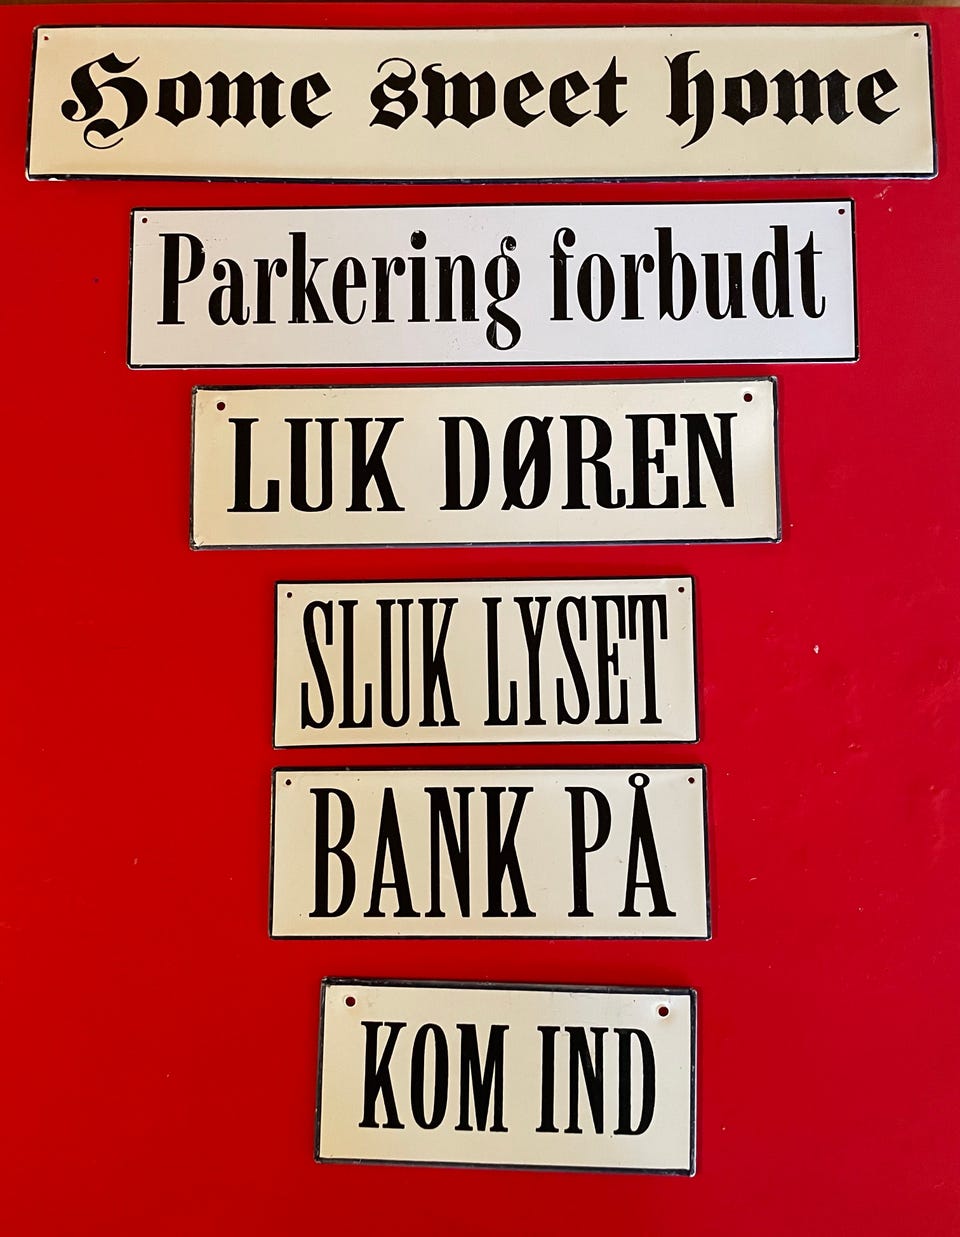 Home sweet home
Parkering forbudt
LUK DØREN
SLUK LYSET
BANK PÅ
KOM IND